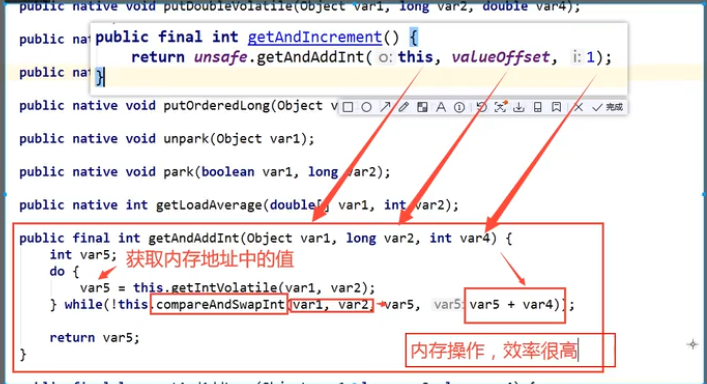 public native void putDoubleVolatile(Object var1, long var2, double var4);
public final int getAndIncrement() {
return unsafe.getAndAddInt( o: this, valueOffset, i: 1);
}
public nativ
public nativ
public nati
public native void putOrderedLong(Object v
完成
public native void unpark(Object var1);
public native void park(boolean var1, long var2);
public native int getLoadAverage(double[] var1, int var2);
public final int getAndAddInt(Object var1, long var2, int var4) {
int var5;
获取内存地址中的值
do {
var5 = this.getIntVolatile(var1, var2);
} while(!this.compareAndSwapInt(var1, var2, var5, var5: var5 + var4));
return var5;
内存操作，效率很高
}